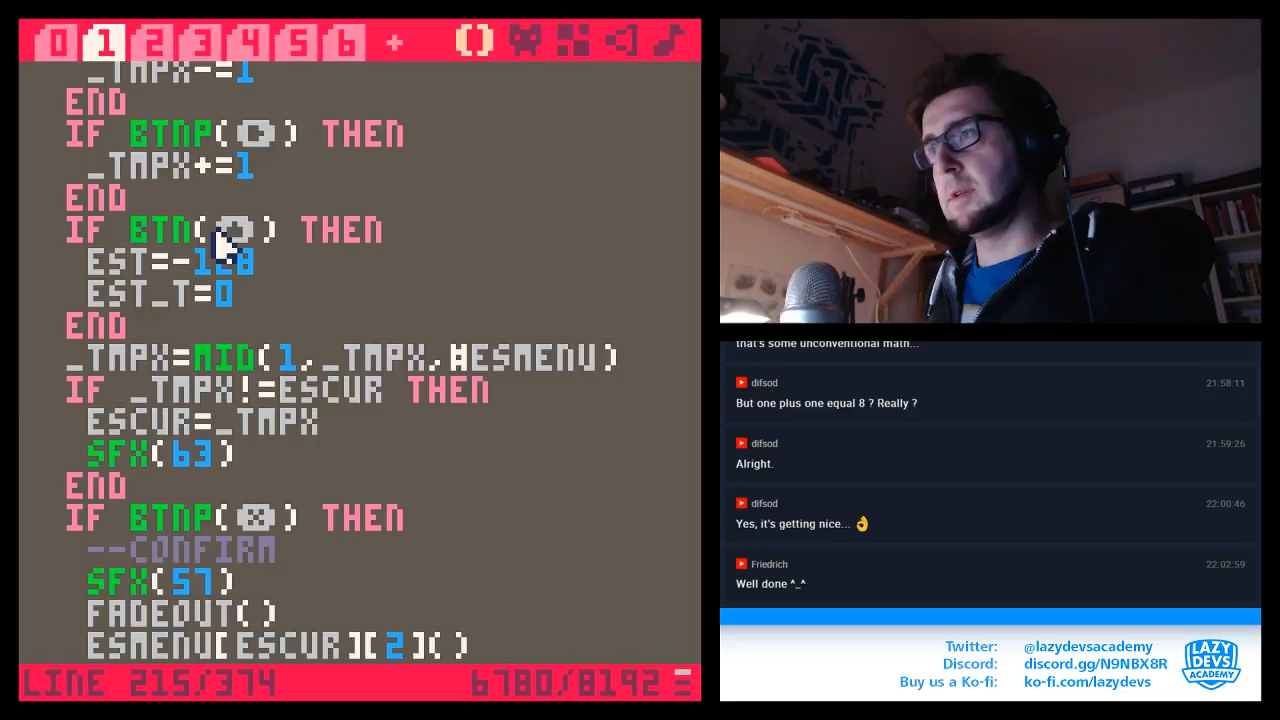 0 1 2 3 4 5 6 +
_TMPX-=1
END
IF BTNP( ) THEN
_TMPX+=1
END
IF BTN( ) THEN
EST=-128
EST_T=0
END
_TMPX=MID(1,_TMPX,#ESMENU)
IF _TMPX!=ESCUR THEN
ESCUR=_TMPX
SFX(63)
END
IF BTNP(X) THEN
--CONFIRM
SFX(57)
FADEOUT()
ESMENU[ESCUR][2]()
LINE 215/374 6780/8192
that's some unconventional math...
difsod 21:58:11
But one plus one equal 8 ? Really ?
difsod 21:59:26
Alright.
difsod 22:00:46
Yes, it's getting nice... 👌
Friedrich 22:02:59
Well done ^_^
Twitter: @lazydevsacademy
Discord: discord.gg/N9NBX8R
Buy us a Ko-fi: ko-fi.com/lazydevs
LAZY
DEVS
ACADEMY